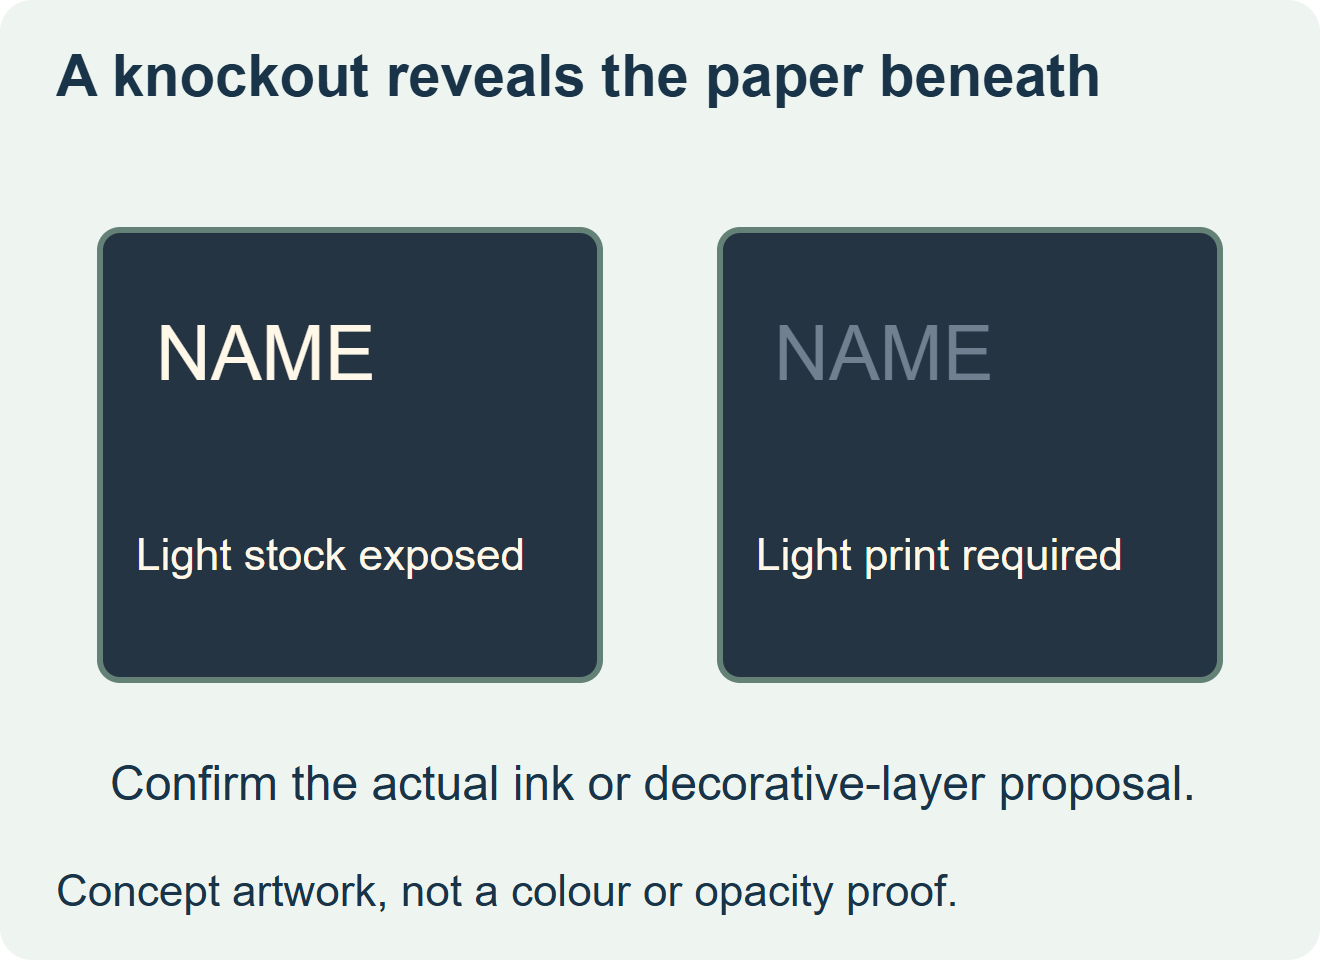 A knockout reveals the paper beneath
NAME
Light stock exposed
NAME
Light print required
Confirm the actual ink or decorative-layer proposal.
Concept artwork, not a colour or opacity proof.